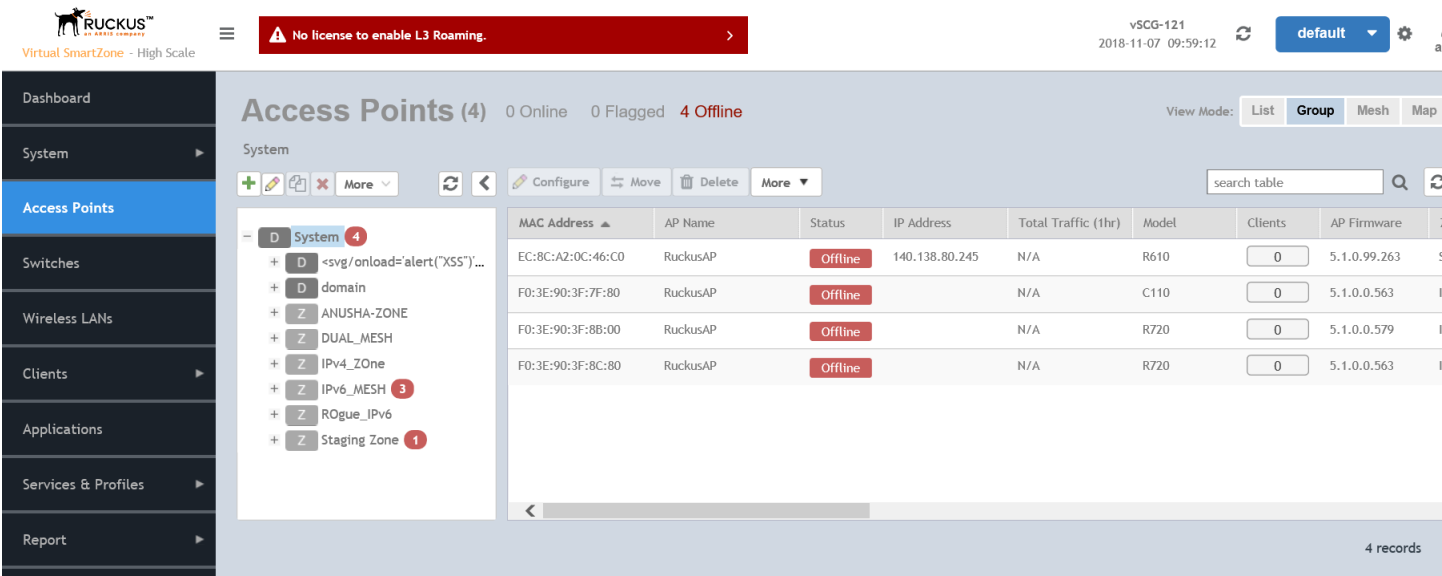 RUCKUS™
an ARRIS company
Virtual SmartZone - High Scale
No license to enable L3 Roaming.
vSCG-121
2018-11-07 09:59:12
default
a
Dashboard
System
Access Points
Switches
Wireless LANs
Clients
Applications
Services & Profiles
Report
Access Points (4) 0 Online 0 Flagged 4 Offline
View Mode: List Group Mesh Map
System
More
Configure Move Delete More
search table
D System 4
D <svg/onload='alert("XSS")'...
D domain
Z ANUSHA-ZONE
Z DUAL_MESH
Z IPv4_ZOne
Z IPv6_MESH 3
Z ROgue_IPv6
Z Staging Zone 1
MAC Address AP Name Status IP Address Total Traffic (1hr) Model Clients AP Firmware
EC:8C:A2:0C:46:C0 RuckusAP Offline 140.138.80.245 N/A R610 0 5.1.0.99.263
F0:3E:90:3F:7F:80 RuckusAP Offline N/A C110 0 5.1.0.0.563
F0:3E:90:3F:8B:00 RuckusAP Offline N/A R720 0 5.1.0.0.579
F0:3E:90:3F:8C:80 RuckusAP Offline N/A R720 0 5.1.0.0.563
4 records